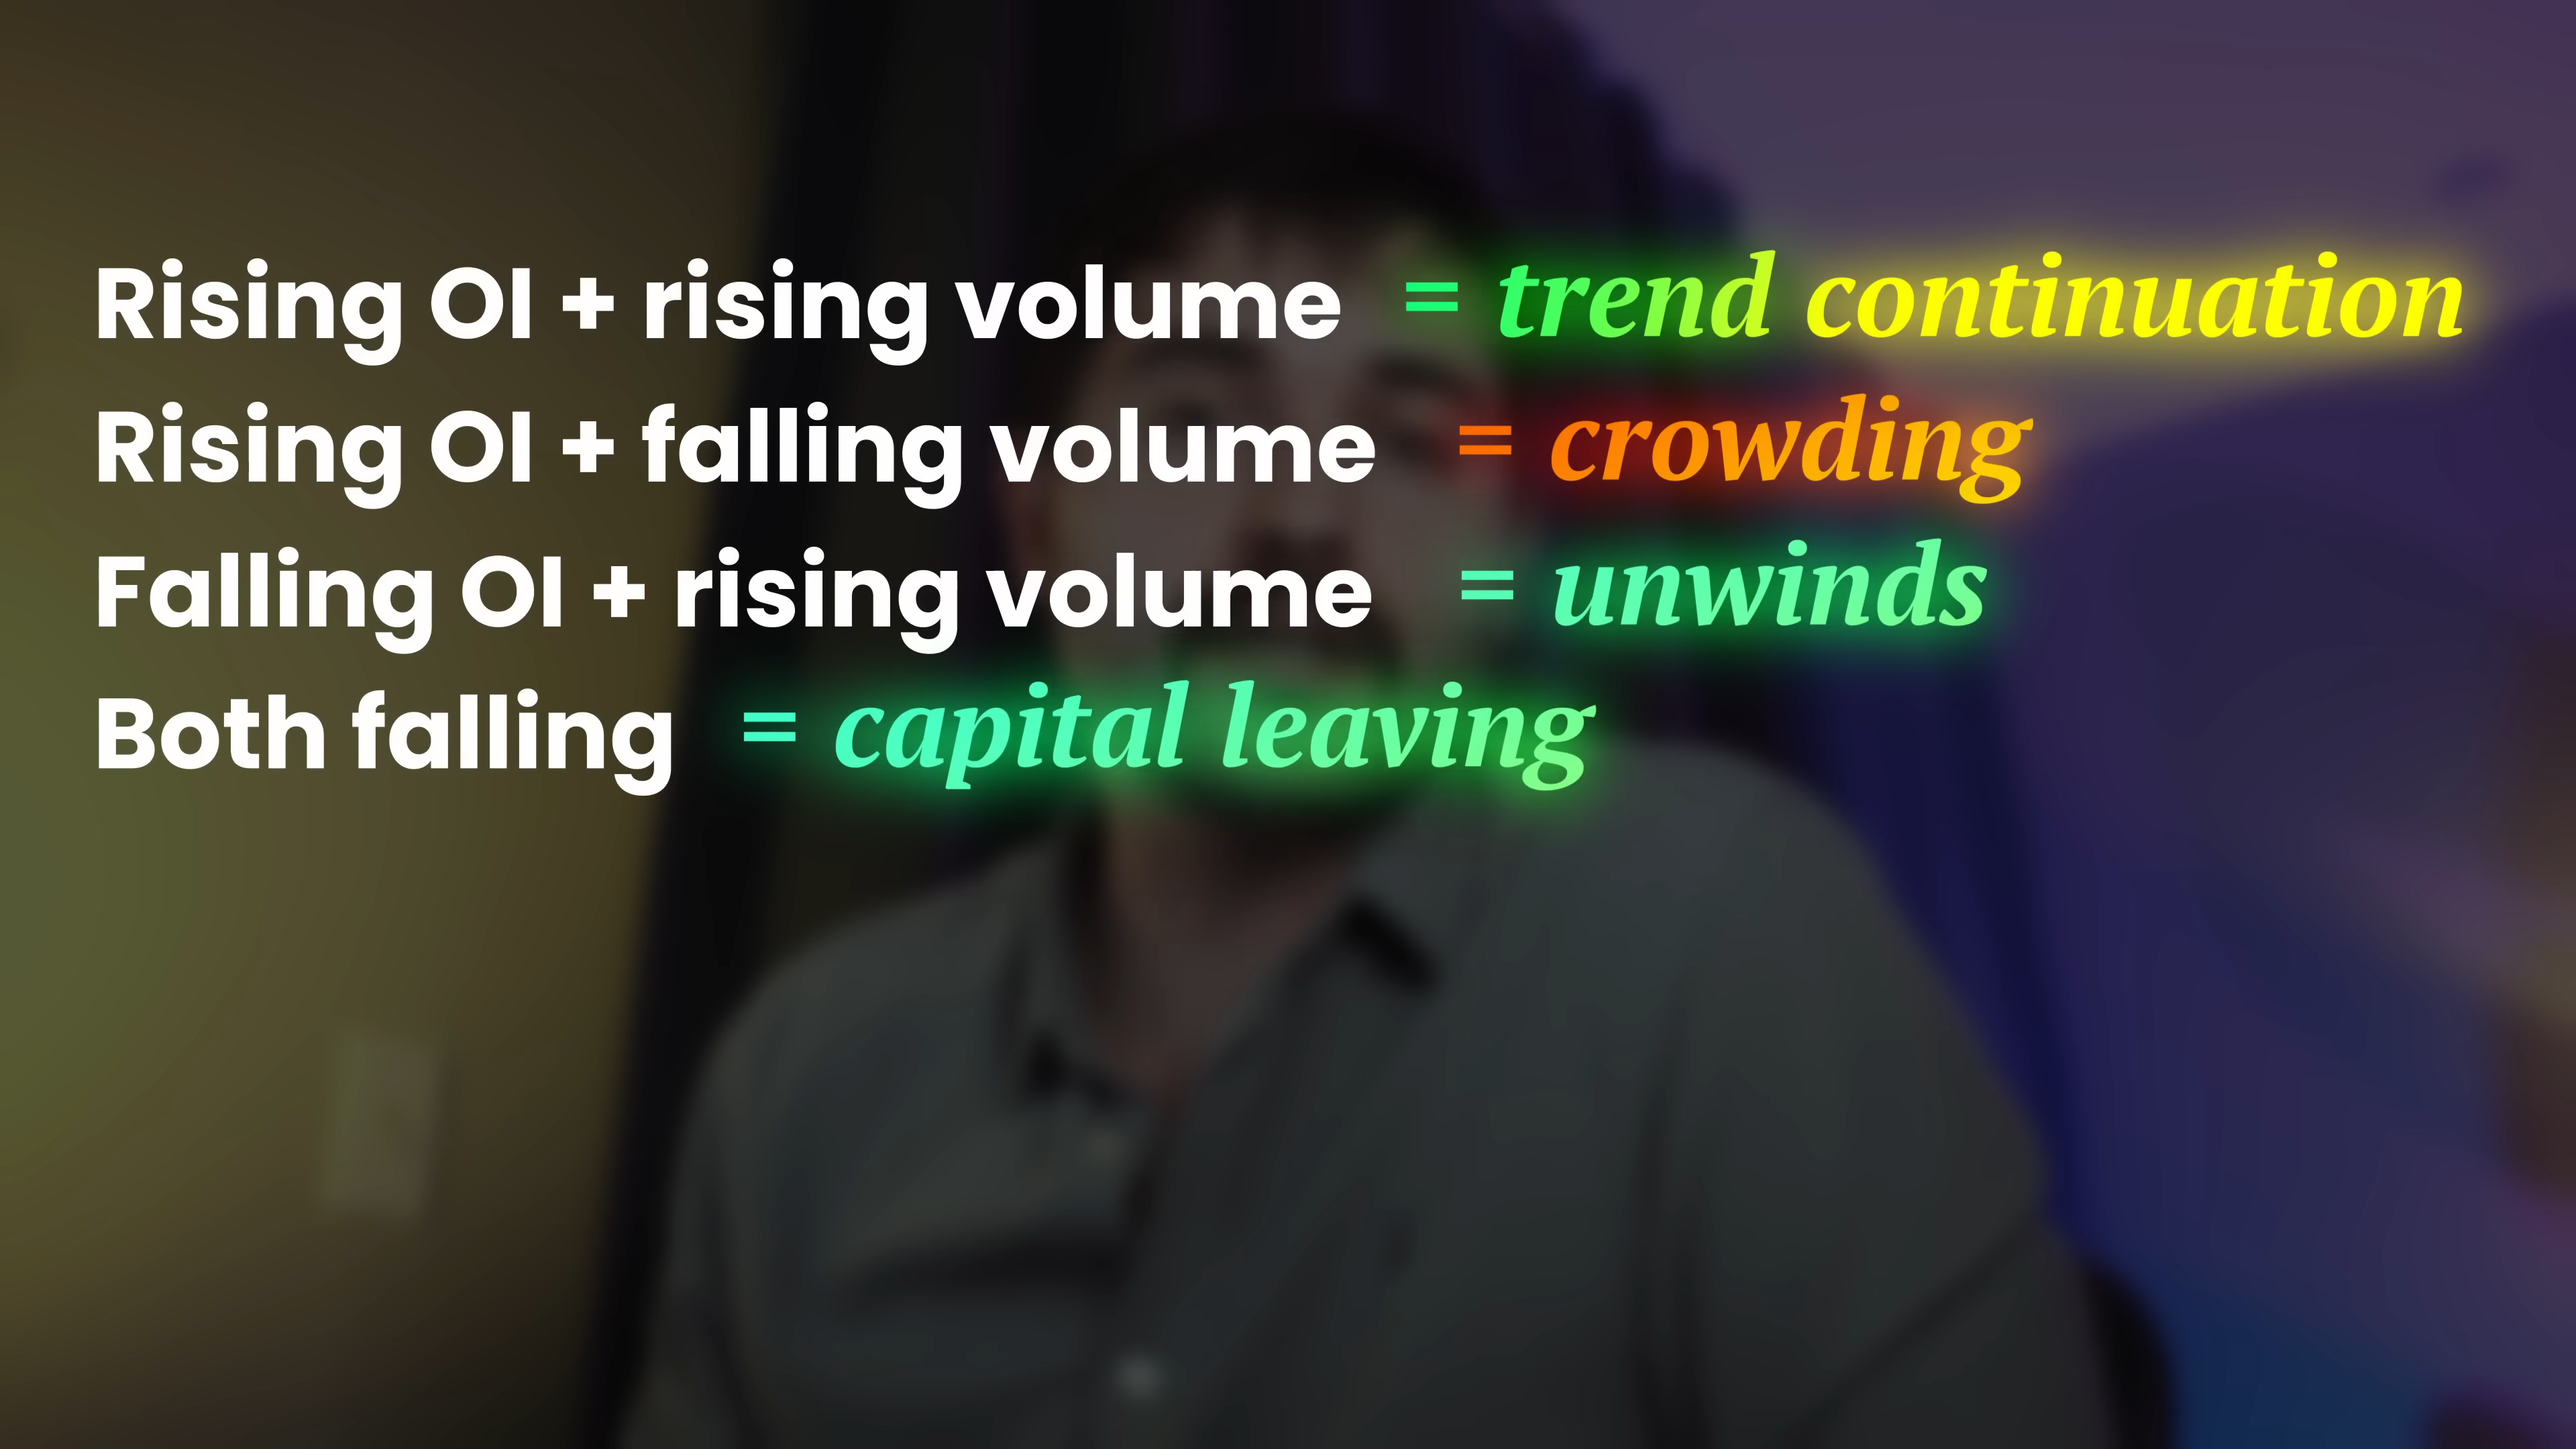 Rising OI + rising volume = trend continuation
Rising OI + falling volume = crowding
Falling OI + rising volume = unwinds
Both falling = capital leaving